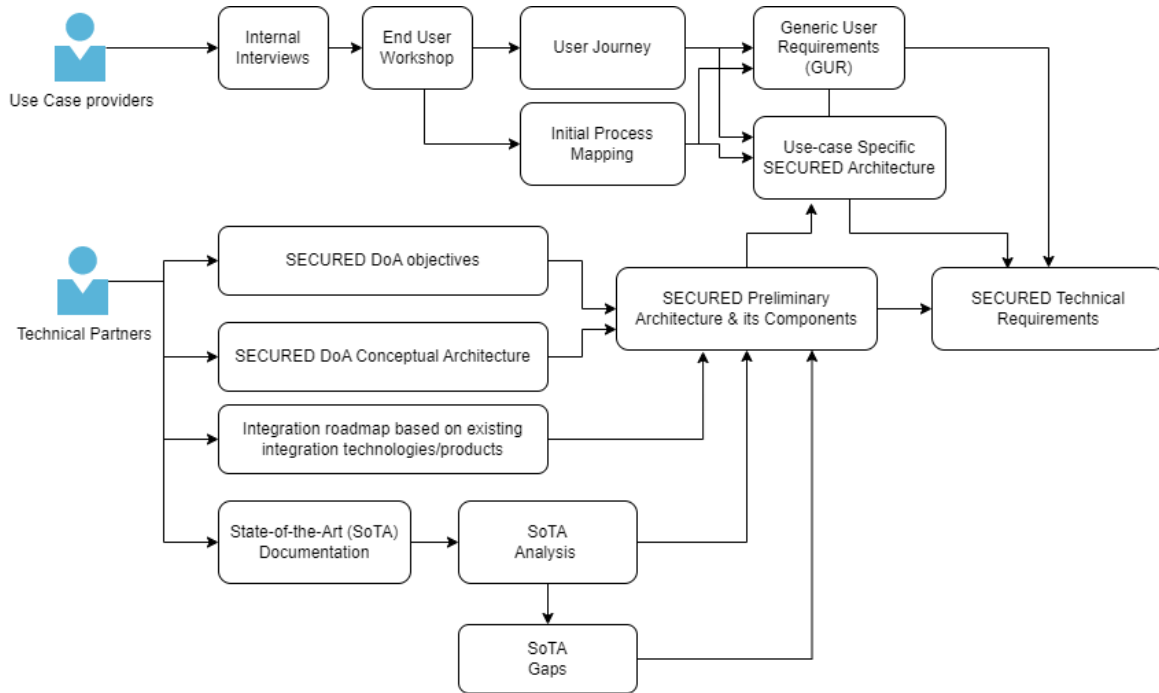 Internal
Interviews
End User
Workshop
User Journey
Generic User
Requirements
(GUR)
Use Case providers
Initial Process
Mapping
Use-case Specific
SECURED Architecture
SECURED DoA objectives
Technical Partners
SECURED Preliminary
Architecture & its Components
SECURED Technical
Requirements
SECURED DoA Conceptual Architecture
Integration roadmap based on existing
integration technologies/products
State-of-the-Art (SoTA)
Documentation
SoTA
Analysis
SoTA
Gaps